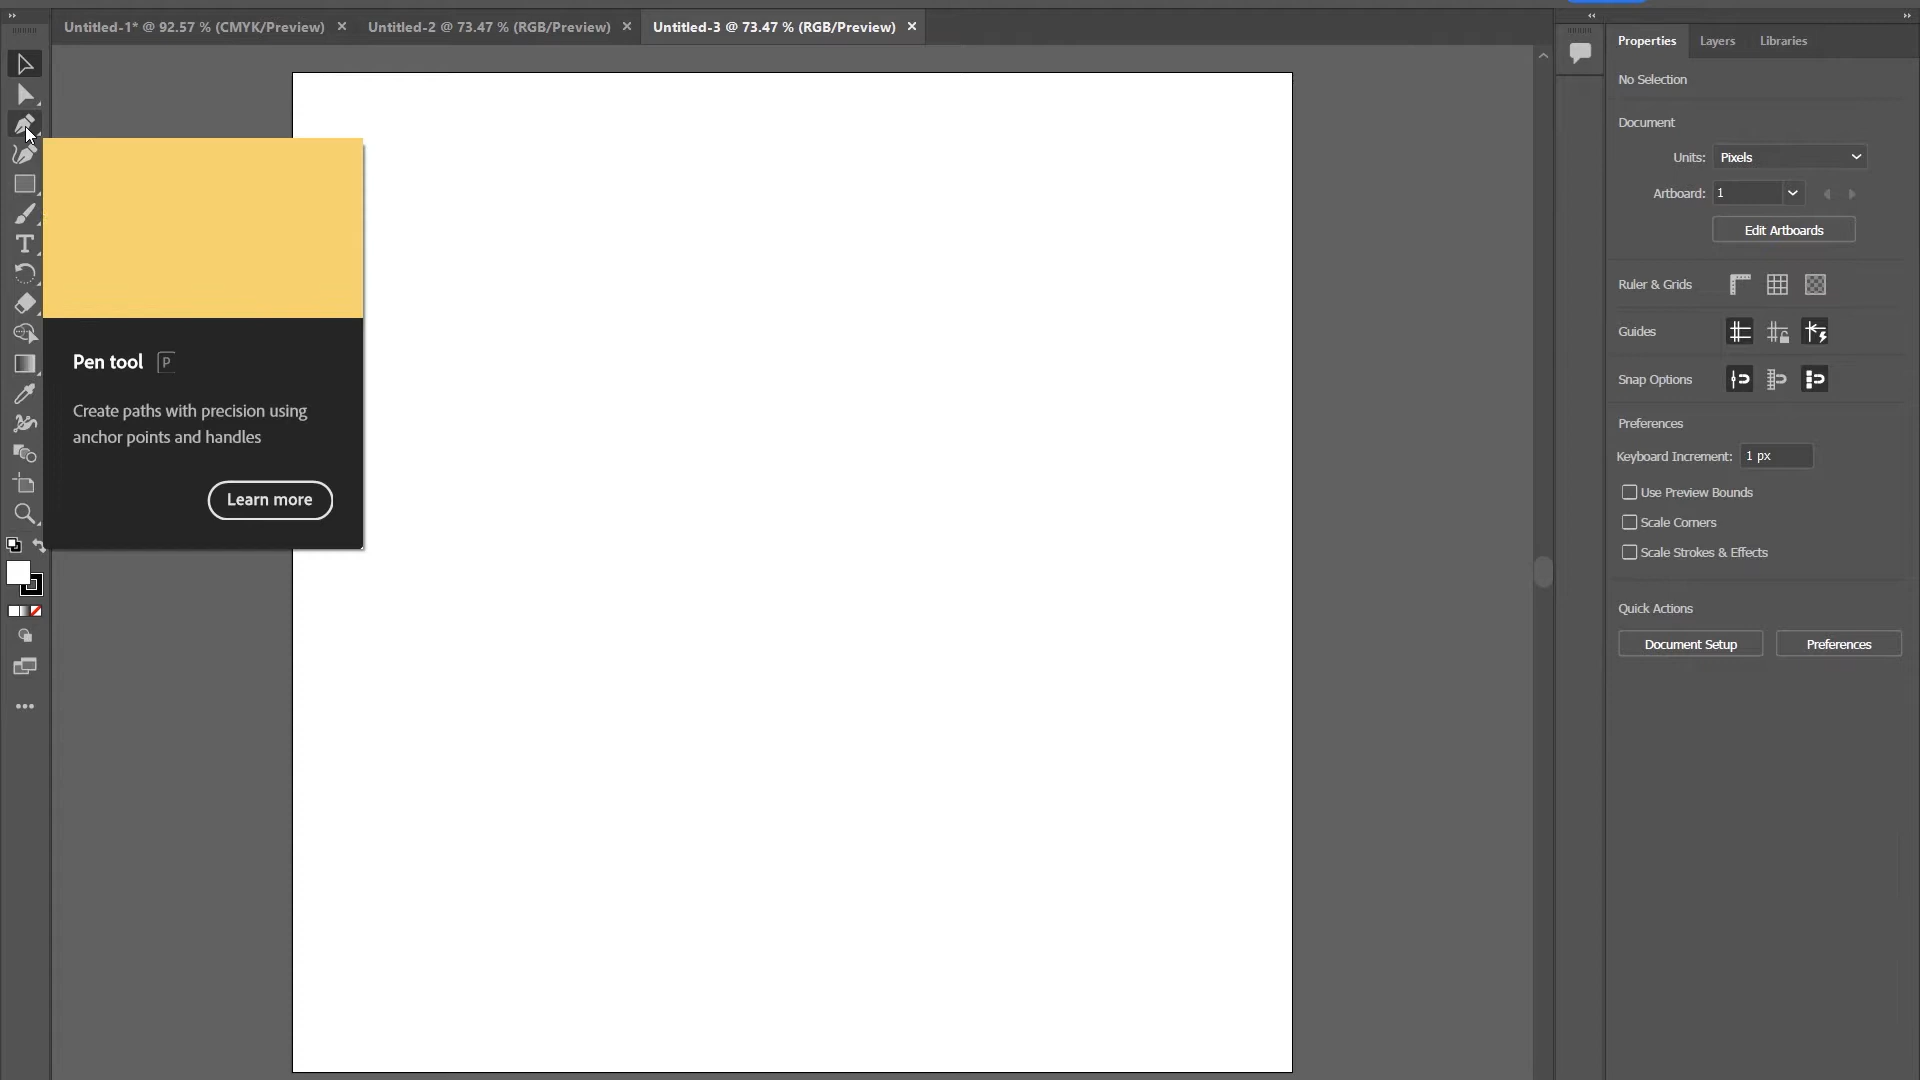 Untitled-1* @ 92.57 % (CMYK/Preview)
Untitled-2 @ 73.47 % (RGB/Preview)
Untitled-3 @ 73.47 % (RGB/Preview)
Properties
Layers
Libraries
No Selection
Document
Units:
Pixels
Artboard:
1
Edit Artboards
Ruler & Grids
Guides
Snap Options
Preferences
Keyboard Increment:
1 px
Use Preview Bounds
Scale Corners
Scale Strokes & Effects
Quick Actions
Document Setup
Preferences
Pen tool P
Create paths with precision using
anchor points and handles
Learn more